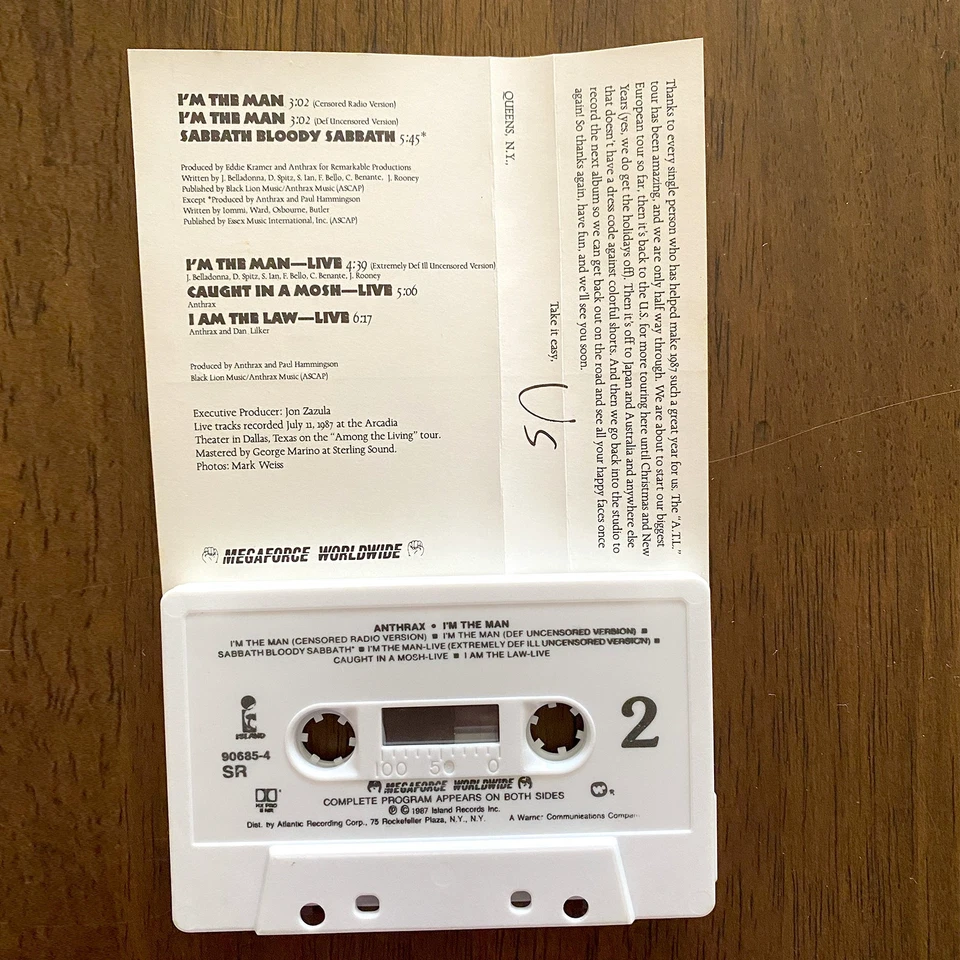 I'M THE MAN 3:02 (Censored Radio Version)
I'M THE MAN 3:02 (Def Uncensored Version)
SABBATH BLOODY SABBATH 5:45*
Produced by Eddie Kramer and Anthrax for Remarkable Productions
Written by J. Belladonna, D. Spitz, S. Ian, F. Bello, C. Benante, J. Rooney
Published by Black Lion Music/Anthrax Music (ASCAP)
Except *Produced by Anthrax and Paul Hammingson
Written by Iommi, Ward, Osbourne, Butler
Published by Essex Music International, Inc. (ASCAP)
I'M THE MAN—LIVE 4:39 (Extremely Def Ill Uncensored Version)
J. Belladonna, D. Spitz, S. Ian, F. Bello, C. Benante, J. Rooney
CAUGHT IN A MOSH—LIVE 5:06
Anthrax
I AM THE LAW—LIVE 6:17
Anthrax and Dan Lilker
Produced by Anthrax and Paul Hammingson
Black Lion Music/Anthrax Music (ASCAP)
Executive Producer: Jon Zazula
Live tracks recorded July 11, 1987 at the Arcadia
Theater in Dallas, Texas on the "Among the Living" tour.
Mastered by George Marino at Sterling Sound.
Photos: Mark Weiss
MEGAFORCE WORLDWIDE
Thanks to every single person who has helped make 1987 such a great year for us. The "A.T.L."
tour has been amazing, and we are only half way through. We are about to start our biggest
European tour so far, then it's back to the U.S. for more touring here until Christmas and New
Years (yes, we do get the holidays off). Then it's off to Japan and Australia and anywhere else
that doesn't have a dress code against colorful shorts. And then we go back into the studio to
record the next album so we can get back out on the road and see all your happy faces once
again! So thanks again, have fun, and we'll see you soon.
Take it easy,
US
QUEENS, N.Y.,
ANTHRAX • I'M THE MAN
I'M THE MAN (CENSORED RADIO VERSION) ■ I'M THE MAN (DEF UNCENSORED VERSION) ■
SABBATH BLOODY SABBATH* ■ I'M THE MAN-LIVE (EXTREMELY DEF ILL UNCENSORED VERSION) ■
CAUGHT IN A MOSH-LIVE ■ I AM THE LAW-LIVE
ISLAND
2
90685-4
SR
100 50 0
DOLBY HX PRO
B NR
MEGAFORCE WORLDWIDE
COMPLETE PROGRAM APPEARS ON BOTH SIDES
℗ © 1987 Island Records Inc.
Dist. by Atlantic Recording Corp., 75 Rockefeller Plaza, N.Y., N.Y. A Warner Communications Company